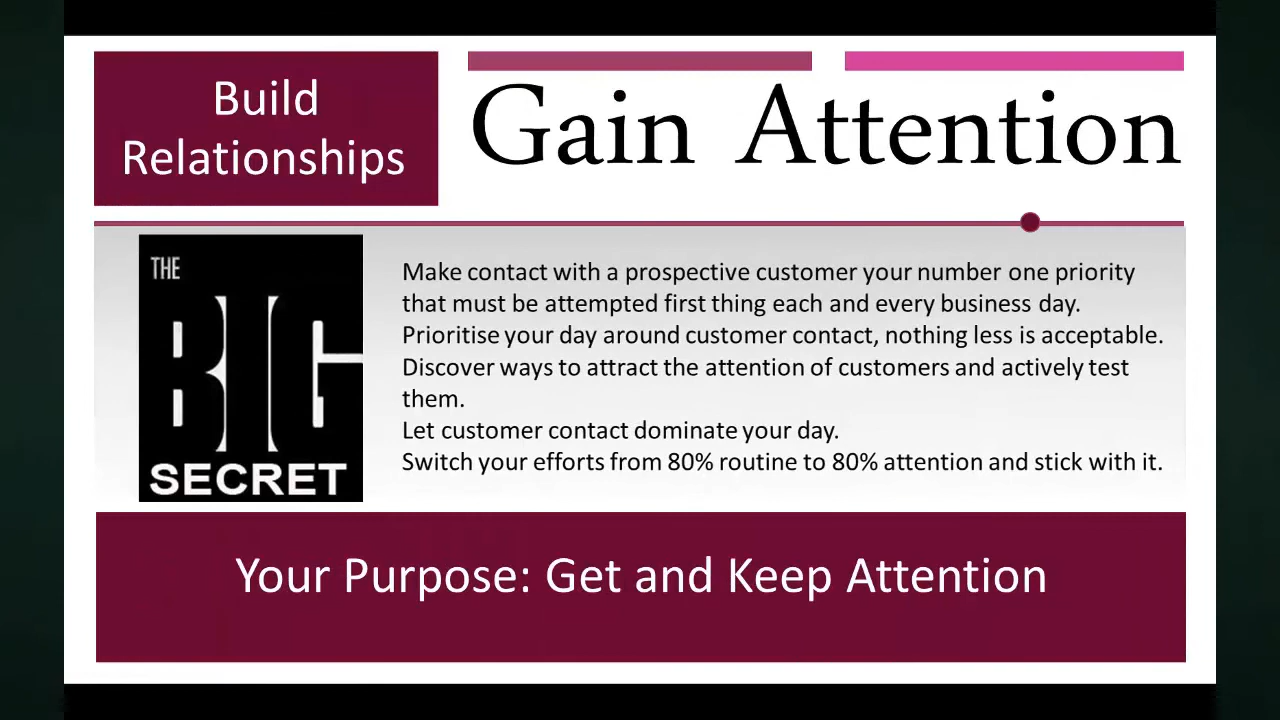 Build
Relationships
Gain Attention
THE
BIG
SECRET
Make contact with a prospective customer your number one priority
that must be attempted first thing each and every business day.
Prioritise your day around customer contact, nothing less is acceptable.
Discover ways to attract the attention of customers and actively test
them.
Let customer contact dominate your day.
Switch your efforts from 80% routine to 80% attention and stick with it.
Your Purpose: Get and Keep Attention